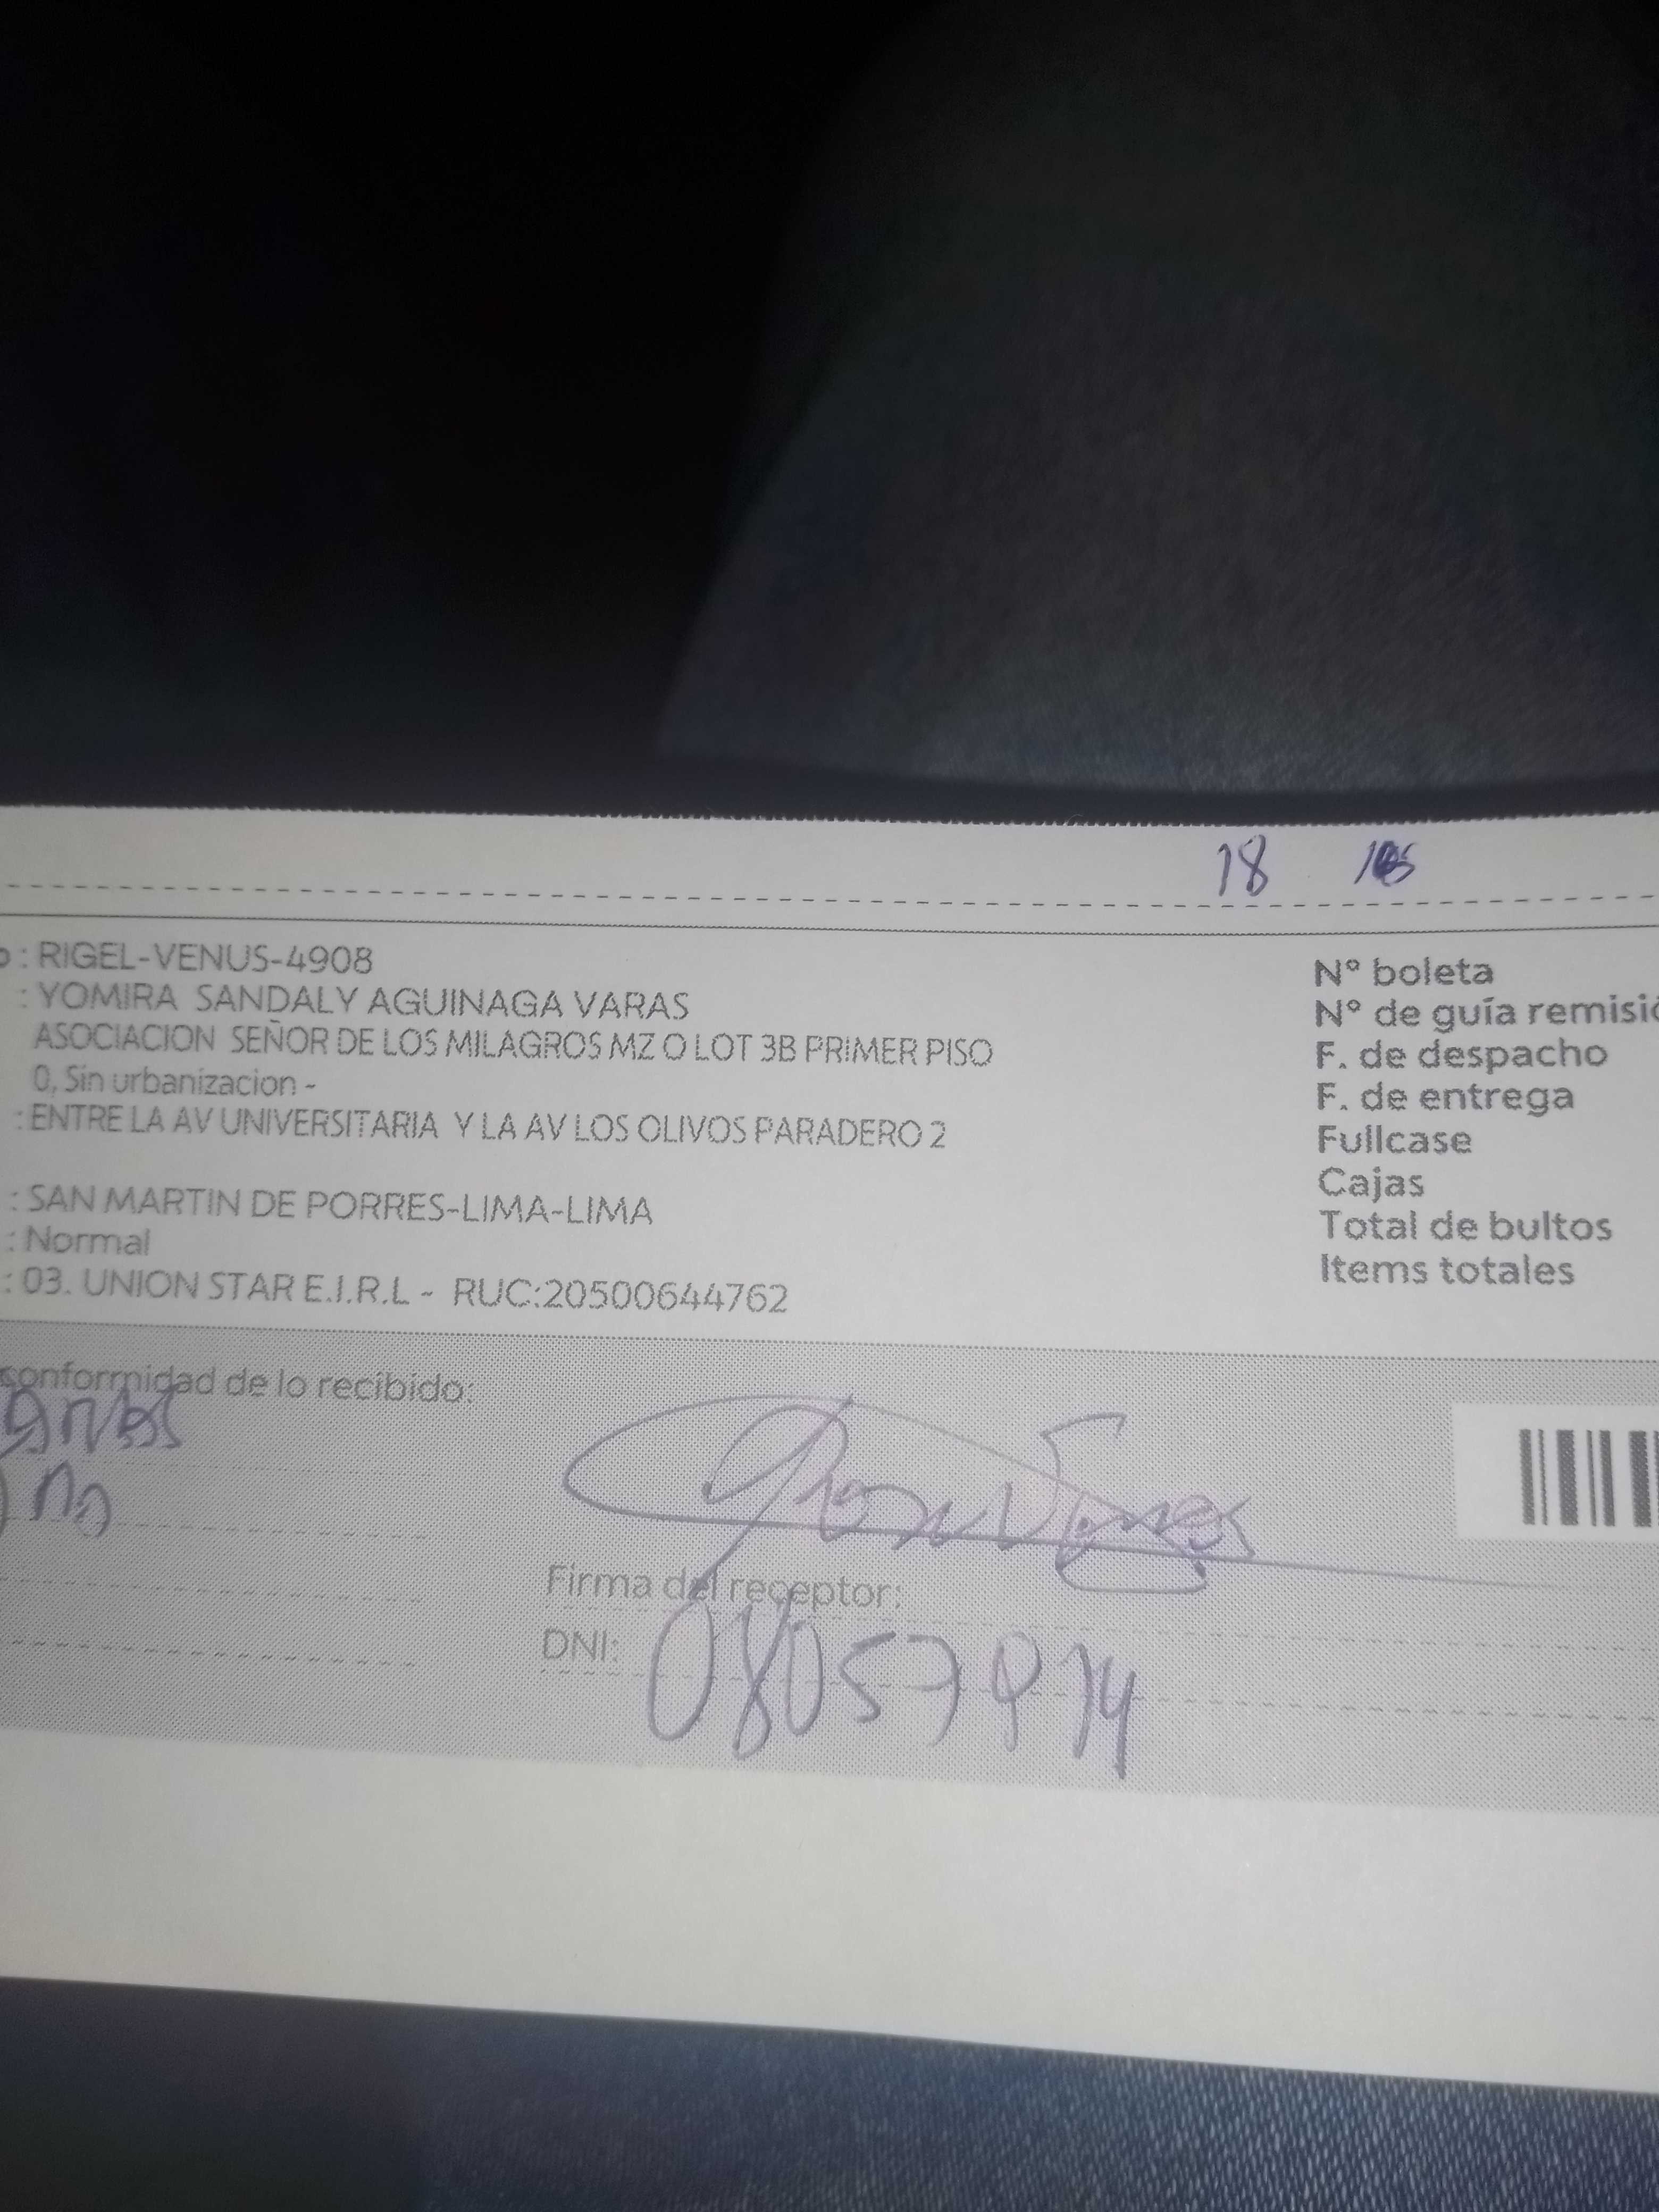 18
: RIGEL-VENUS-4908
: YOMIRA SANDALY AGUINAGA VARAS
ASOCIACION SEÑOR DE LOS MILAGROS MZ O LOT 3B PRIMER PISO
0, Sin urbanizacion -
: ENTRE LA AV UNIVERSITARIA Y LA AV LOS OLIVOS PARADERO 2
: SAN MARTIN DE PORRES-LIMA-LIMA
: Normal
: 03. UNION STAR E.I.R.L - RUC:20500644762
N° boleta
N° de guía remisió
F. de despacho
F. de entrega
Fullcase
Cajas
Total de bultos
Items totales
conformidad de lo recibido:
Firma del receptor:
DNI: